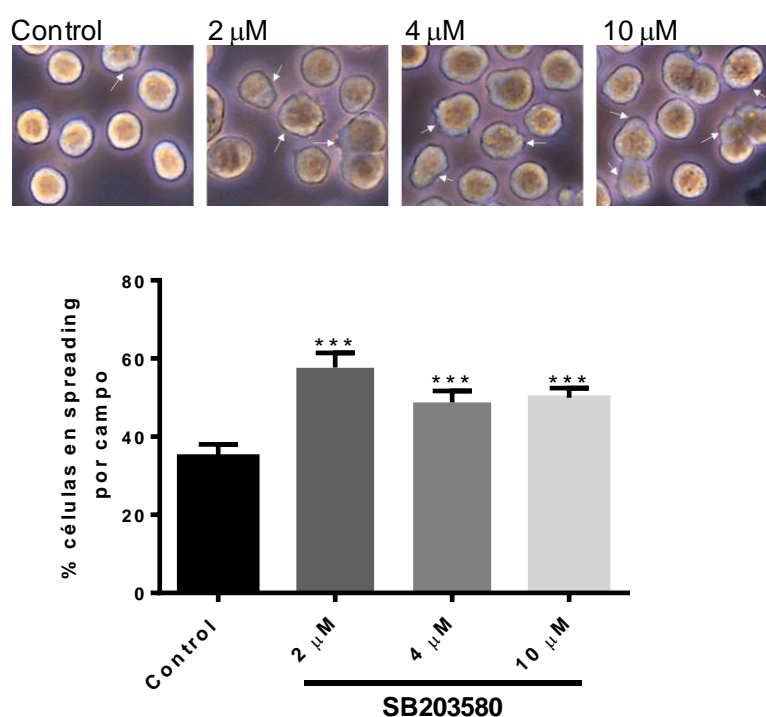 Control 2 μM 4 μM 10 μM
% células en spreading
por campo
80
60
40
20
0
*** *** ***
Control 2 μM 4 μM 10 μM
SB203580